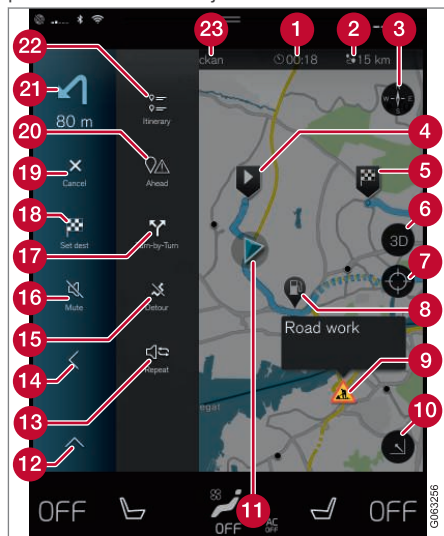 23 1 2 3
ckan 00:18 15 km
22
21
80 m
Itinerary
W E
4
5
20
19
Cancel
Ahead
6
18
Set dest
17
Turn-by-Turn
3D
7
16
Mute
15
Detour
8
Road work
14
13
Repeat
9
egat
12
11
10
OFF OFF AC OFF OFF
G063256